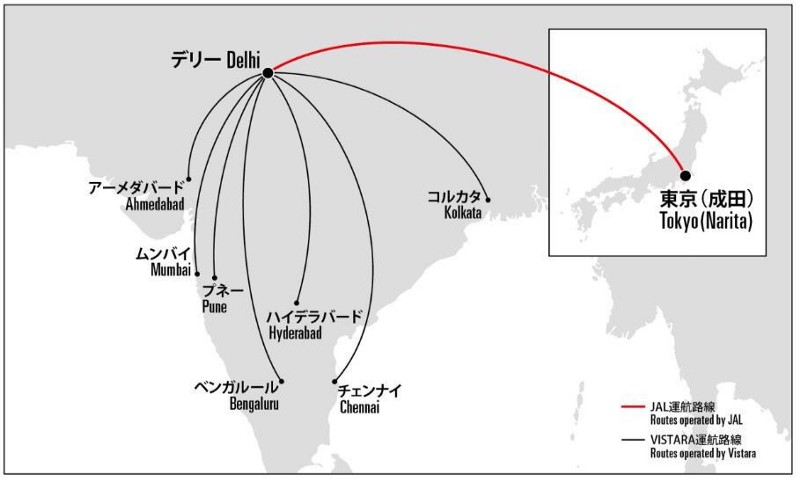 デリー Delhi
アーメダバード
Ahmedabad
コルカタ
Kolkata
東京（成田）
Tokyo (Narita)
ムンバイ
Mumbai
プネー
Pune
ハイデラバード
Hyderabad
ベンガルール
Bengaluru
チェンナイ
Chennai
JAL運航路線
Routes operated by JAL
VISTARA運航路線
Routes operated by Vistara